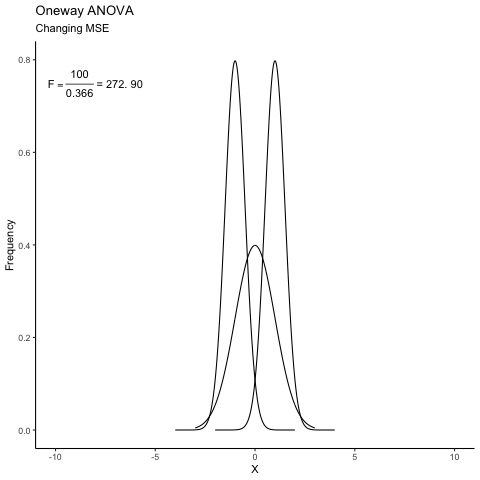 Oneway ANOVA
Changing MSE
0.8
100
F = = 272. 90
0.366
0.6
Frequency
0.4
0.2
0.0
-10 -5 0 5 10
X